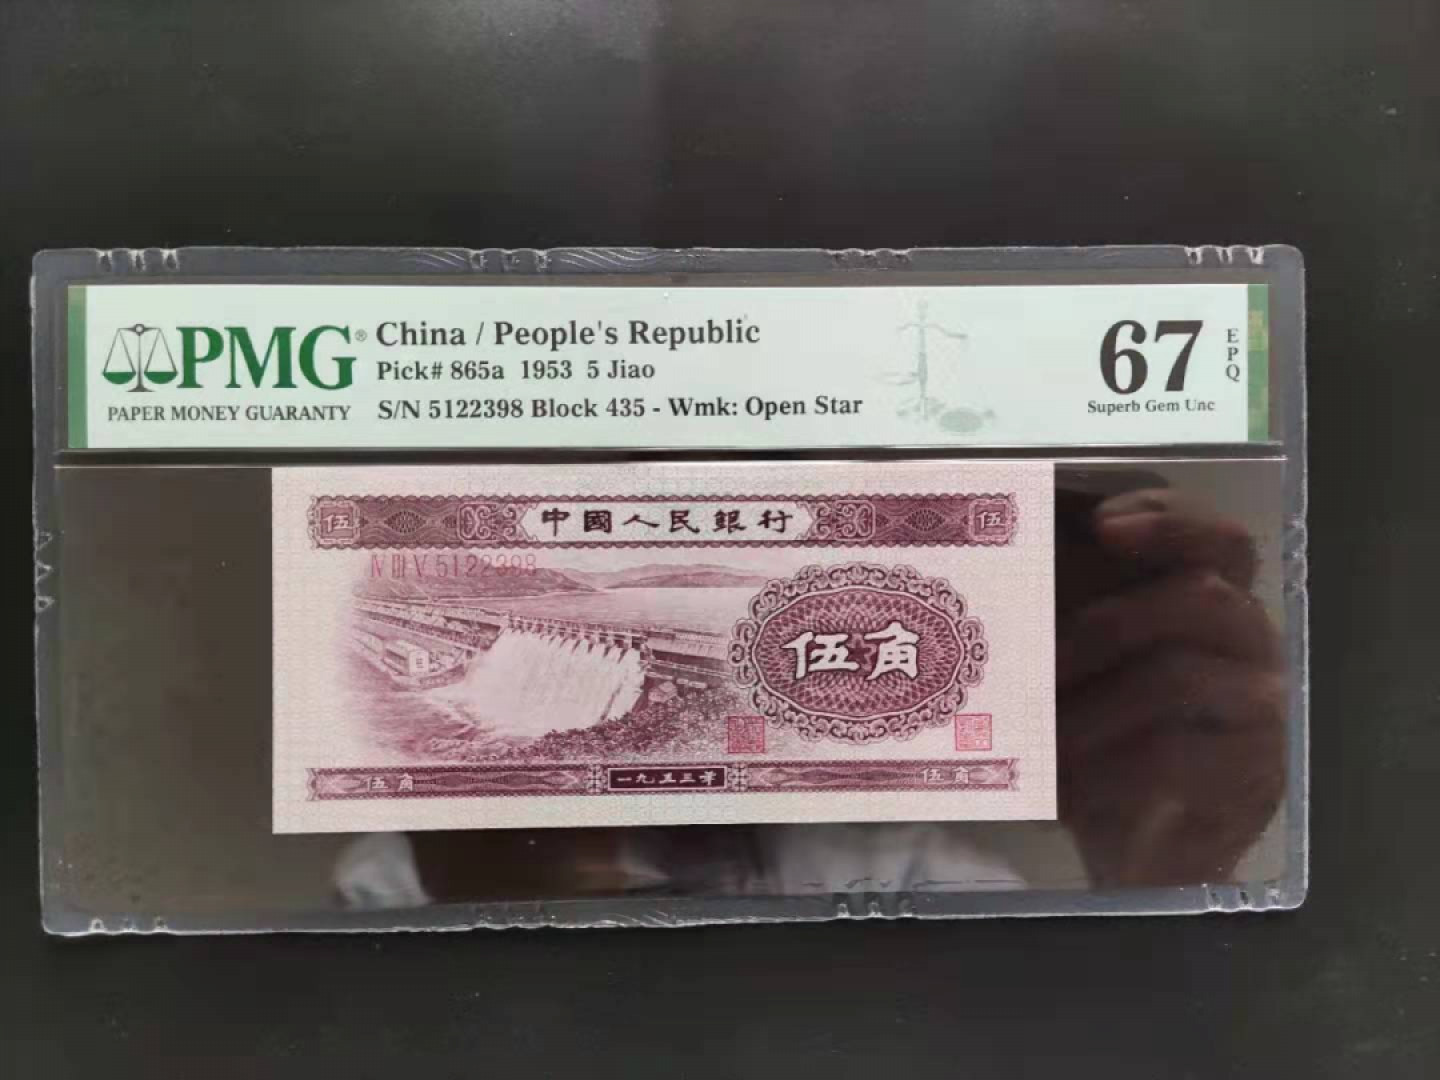 PMG®
PAPER MONEY GUARANTY
China / People's Republic
Pick# 865a 1953 5 Jiao
S/N 5122398 Block 435 - Wmk: Open Star
67
EPQ
Superb Gem Unc
伍 中國人民銀行 伍
IV III V 5122398
伍角
伍角 一九五三年 伍角